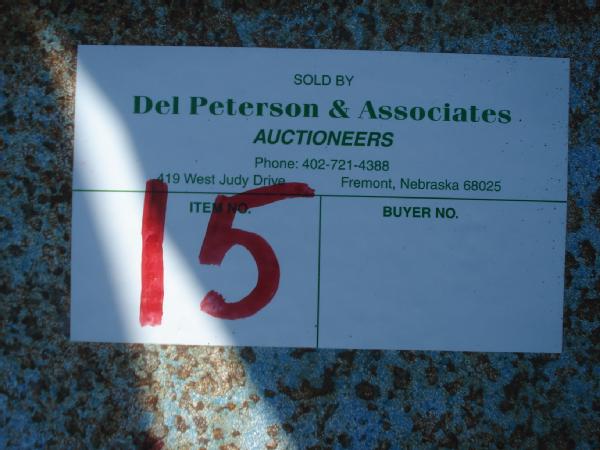 SOLD BY
Del Peterson & Associates
AUCTIONEERS
Phone: 402-721-4388
419 West Judy Drive Fremont, Nebraska 68025
ITEM NO. BUYER NO.
15